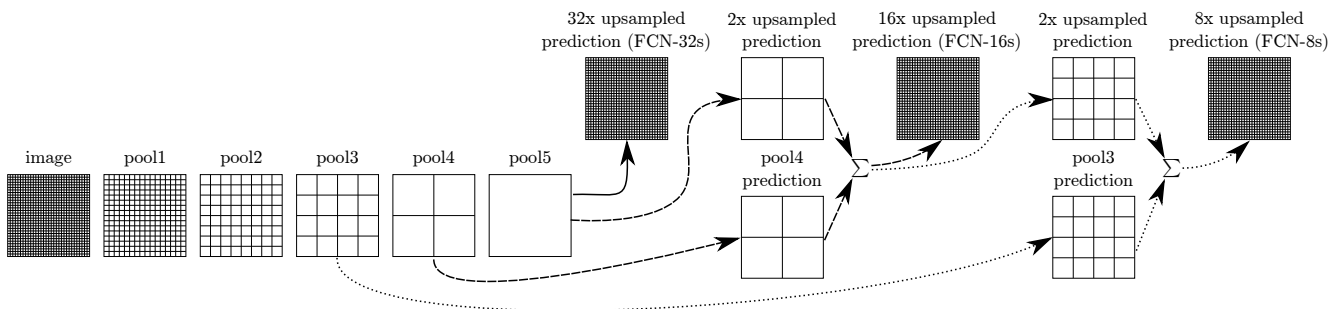 32x upsampled
prediction (FCN-32s)
2x upsampled
prediction
16x upsampled
prediction (FCN-16s)
2x upsampled
prediction
8x upsampled
prediction (FCN-8s)
image
pool1
pool2
pool3
pool4
pool5
pool4
prediction
∑
pool3
prediction
∑